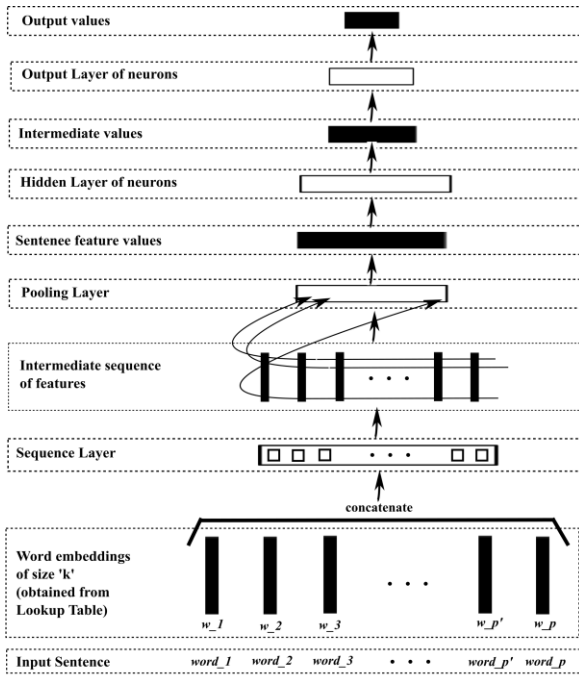 Output values
Output Layer of neurons
Intermediate values
Hidden Layer of neurons
Sentenee feature values
Pooling Layer
Intermediate sequence
of features
. . .
Sequence Layer
. . .
concatenate
Word embeddings
of size 'k'
(obtained from
Lookup Table)
. . .
w_1 w_2 w_3 w_p' w_p
Input Sentence word_1 word_2 word_3 . . . word_p' word_p